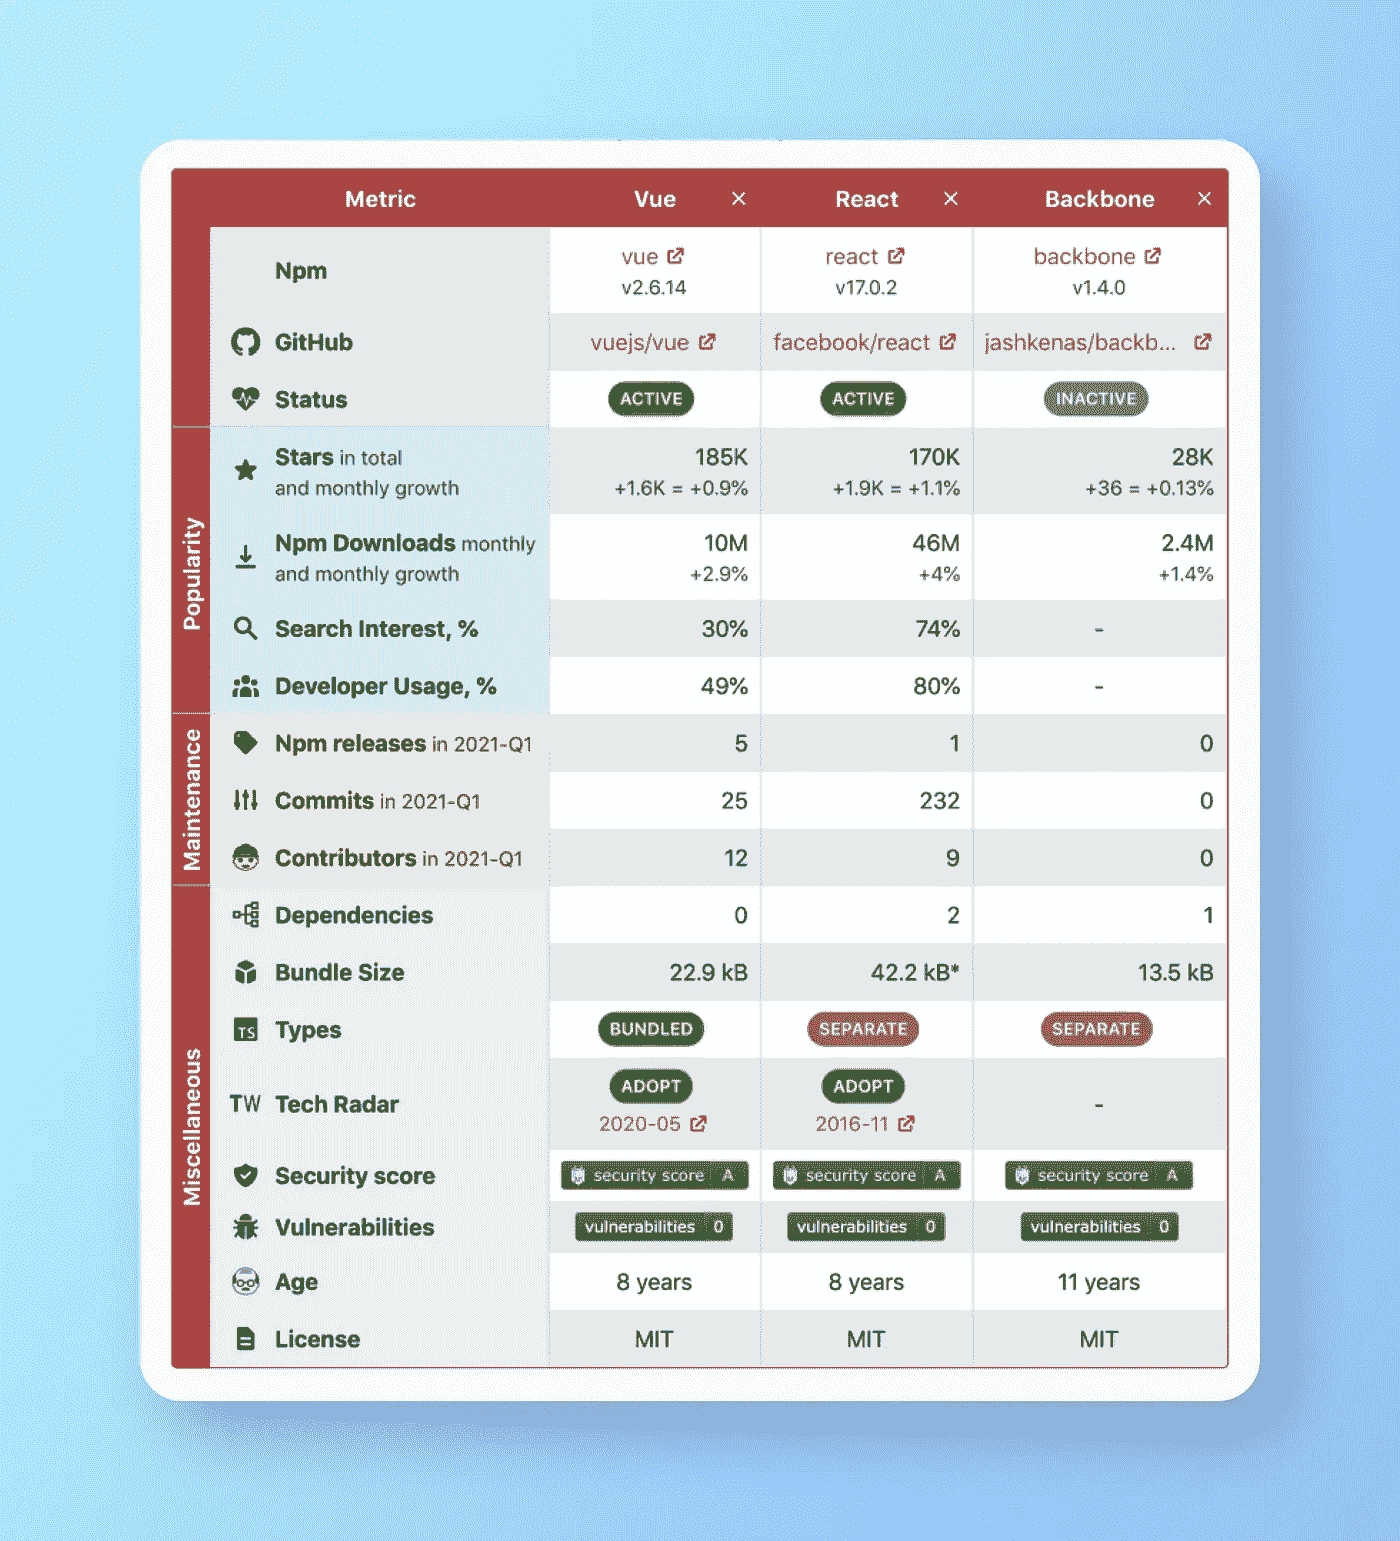 Metric Vue × React × Backbone ×
Npm vue react backbone
v2.6.14 v17.0.2 v1.4.0
GitHub vuejs/vue facebook/react jashkenas/backb...
Status ACTIVE ACTIVE INACTIVE
Popularity
Stars in total 185K 170K 28K
and monthly growth +1.6K = +0.9% +1.9K = +1.1% +36 = +0.13%
Npm Downloads monthly 10M 46M 2.4M
and monthly growth +2.9% +4% +1.4%
Search Interest, % 30% 74% -
Developer Usage, % 49% 80% -
Maintenance
Npm releases in 2021-Q1 5 1 0
Commits in 2021-Q1 25 232 0
Contributors in 2021-Q1 12 9 0
Miscellaneous
Dependencies 0 2 1
Bundle Size 22.9 kB 42.2 kB* 13.5 kB
TS Types BUNDLED SEPARATE SEPARATE
TW Tech Radar ADOPT ADOPT -
2020-05 2016-11
Security score security score A security score A security score A
Vulnerabilities vulnerabilities 0 vulnerabilities 0 vulnerabilities 0
Age 8 years 8 years 11 years
License MIT MIT MIT